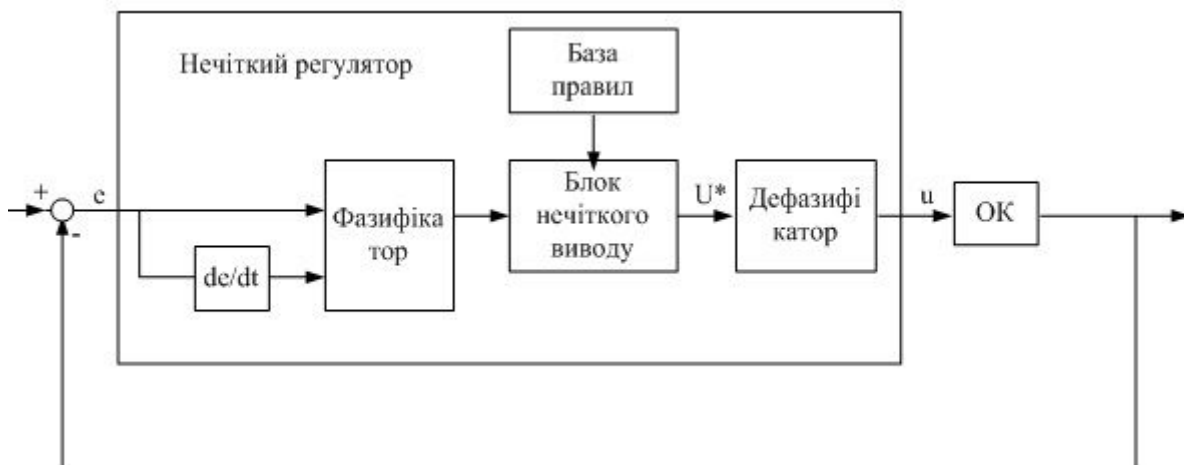 Нечіткий регулятор
База
правил
+
e
-
de/dt
Фазифіка
тор
Блок
нечіткого
виводу
U*
Дефазифі
катор
u
ОК